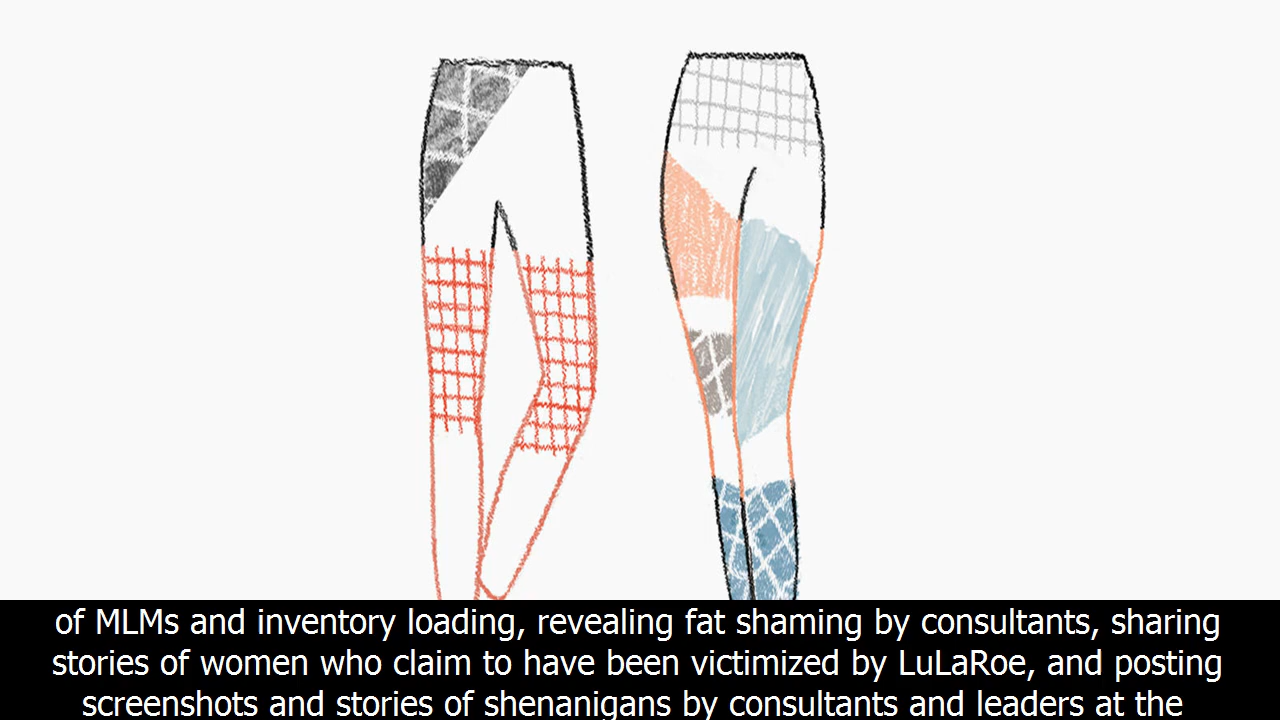 of MLMs and inventory loading, revealing fat shaming by consultants, sharing
stories of women who claim to have been victimized by LuLaRoe, and posting
screenshots and stories of shenanigans by consultants and leaders at the